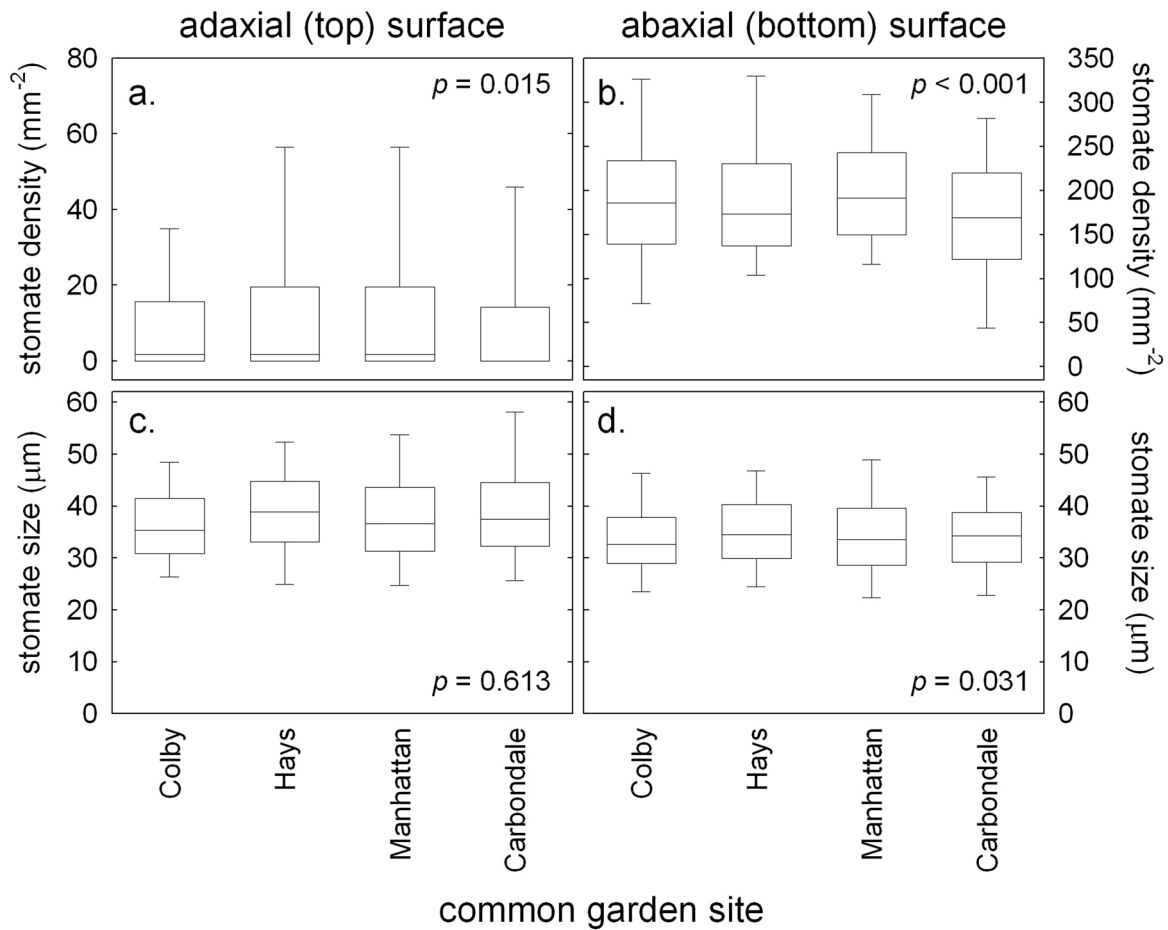 adaxial (top) surface
abaxial (bottom) surface
a.
p = 0.015
b.
p < 0.001
stomate density (mm-2)
80
60
40
20
0
350
300
250
200
150
100
50
0
stomate density (mm-2)
c.
p = 0.613
d.
p = 0.031
stomate size (µm)
60
50
40
30
20
10
0
60
50
40
30
20
10
0
stomate size (µm)
Colby
Hays
Manhattan
Carbondale
Colby
Hays
Manhattan
Carbondale
common garden site